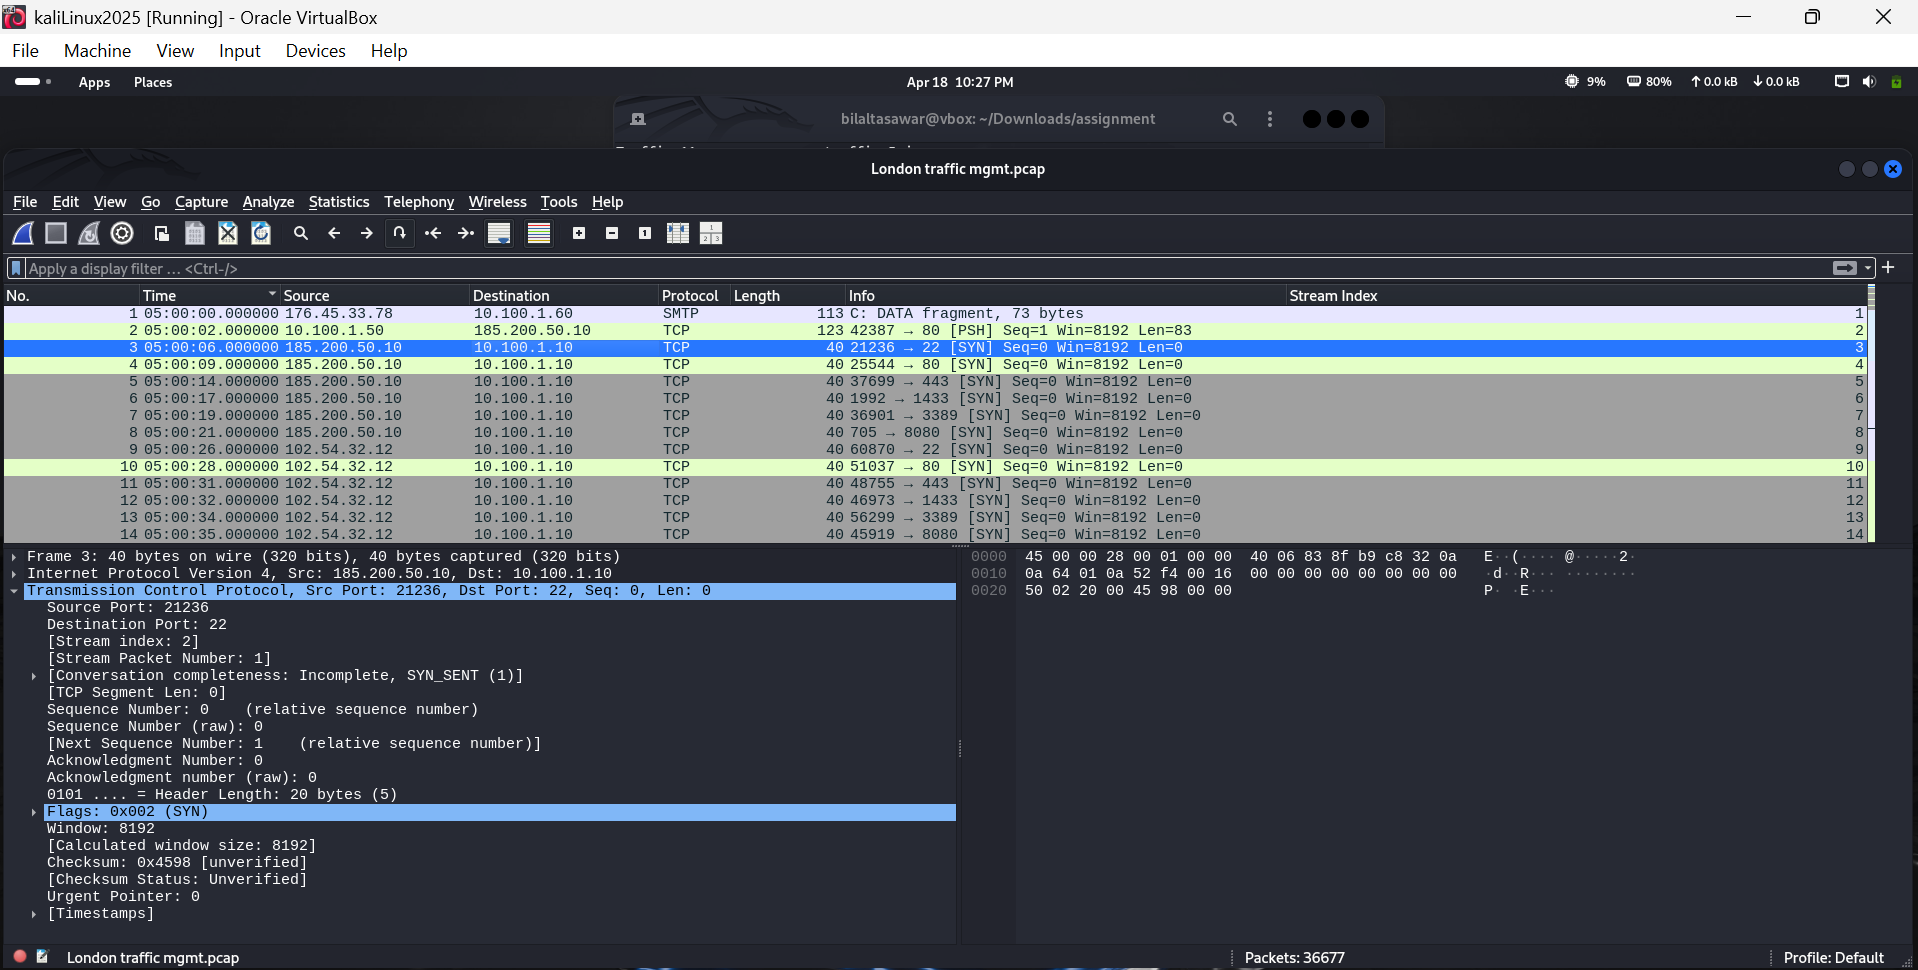 kaliLinux2025 [Running] - Oracle VirtualBox
File Machine View Input Devices Help
Apps Places Apr 18 10:27 PM 9% 80% ↑0.0 kB ↓0.0 kB
bilaltasawar@vbox: ~/Downloads/assignment
London traffic mgmt.pcap
File Edit View Go Capture Analyze Statistics Telephony Wireless Tools Help
Apply a display filter … <Ctrl-/>
No. Time Source Destination Protocol Length Info Stream Index
1 05:00:00.000000 176.45.33.78 10.100.1.60 SMTP 113 C: DATA fragment, 73 bytes 1
2 05:00:02.000000 10.100.1.50 185.200.50.10 TCP 123 42387 → 80 [PSH] Seq=1 Win=8192 Len=83 2
3 05:00:06.000000 185.200.50.10 10.100.1.10 TCP 40 21236 → 22 [SYN] Seq=0 Win=8192 Len=0 3
4 05:00:09.000000 185.200.50.10 10.100.1.10 TCP 40 25544 → 80 [SYN] Seq=0 Win=8192 Len=0 4
5 05:00:14.000000 185.200.50.10 10.100.1.10 TCP 40 37699 → 443 [SYN] Seq=0 Win=8192 Len=0 5
6 05:00:17.000000 185.200.50.10 10.100.1.10 TCP 40 1992 → 1433 [SYN] Seq=0 Win=8192 Len=0 6
7 05:00:19.000000 185.200.50.10 10.100.1.10 TCP 40 36901 → 3389 [SYN] Seq=0 Win=8192 Len=0 7
8 05:00:21.000000 185.200.50.10 10.100.1.10 TCP 40 705 → 8080 [SYN] Seq=0 Win=8192 Len=0 8
9 05:00:26.000000 102.54.32.12 10.100.1.10 TCP 40 60870 → 22 [SYN] Seq=0 Win=8192 Len=0 9
10 05:00:28.000000 102.54.32.12 10.100.1.10 TCP 40 51037 → 80 [SYN] Seq=0 Win=8192 Len=0 10
11 05:00:31.000000 102.54.32.12 10.100.1.10 TCP 40 48755 → 443 [SYN] Seq=0 Win=8192 Len=0 11
12 05:00:32.000000 102.54.32.12 10.100.1.10 TCP 40 46973 → 1433 [SYN] Seq=0 Win=8192 Len=0 12
13 05:00:34.000000 102.54.32.12 10.100.1.10 TCP 40 56299 → 3389 [SYN] Seq=0 Win=8192 Len=0 13
14 05:00:35.000000 102.54.32.12 10.100.1.10 TCP 40 45919 → 8080 [SYN] Seq=0 Win=8192 Len=0 14
Frame 3: 40 bytes on wire (320 bits), 40 bytes captured (320 bits)
Internet Protocol Version 4, Src: 185.200.50.10, Dst: 10.100.1.10
Transmission Control Protocol, Src Port: 21236, Dst Port: 22, Seq: 0, Len: 0
Source Port: 21236
Destination Port: 22
[Stream index: 2]
[Stream Packet Number: 1]
[Conversation completeness: Incomplete, SYN_SENT (1)]
[TCP Segment Len: 0]
Sequence Number: 0 (relative sequence number)
Sequence Number (raw): 0
[Next Sequence Number: 1 (relative sequence number)]
Acknowledgment Number: 0
Acknowledgment number (raw): 0
0101 .... = Header Length: 20 bytes (5)
Flags: 0x002 (SYN)
Window: 8192
[Calculated window size: 8192]
Checksum: 0x4598 [unverified]
[Checksum Status: Unverified]
Urgent Pointer: 0
[Timestamps]
0000 45 00 00 28 00 01 00 00 40 06 83 8f b9 c8 32 0a E··(···· @·····2·
0010 0a 64 01 0a 52 f4 00 16 00 00 00 00 00 00 00 00 ·d··R··· ········
0020 50 02 20 00 45 98 00 00 P· ·E···
London traffic mgmt.pcap Packets: 36677 Profile: Default